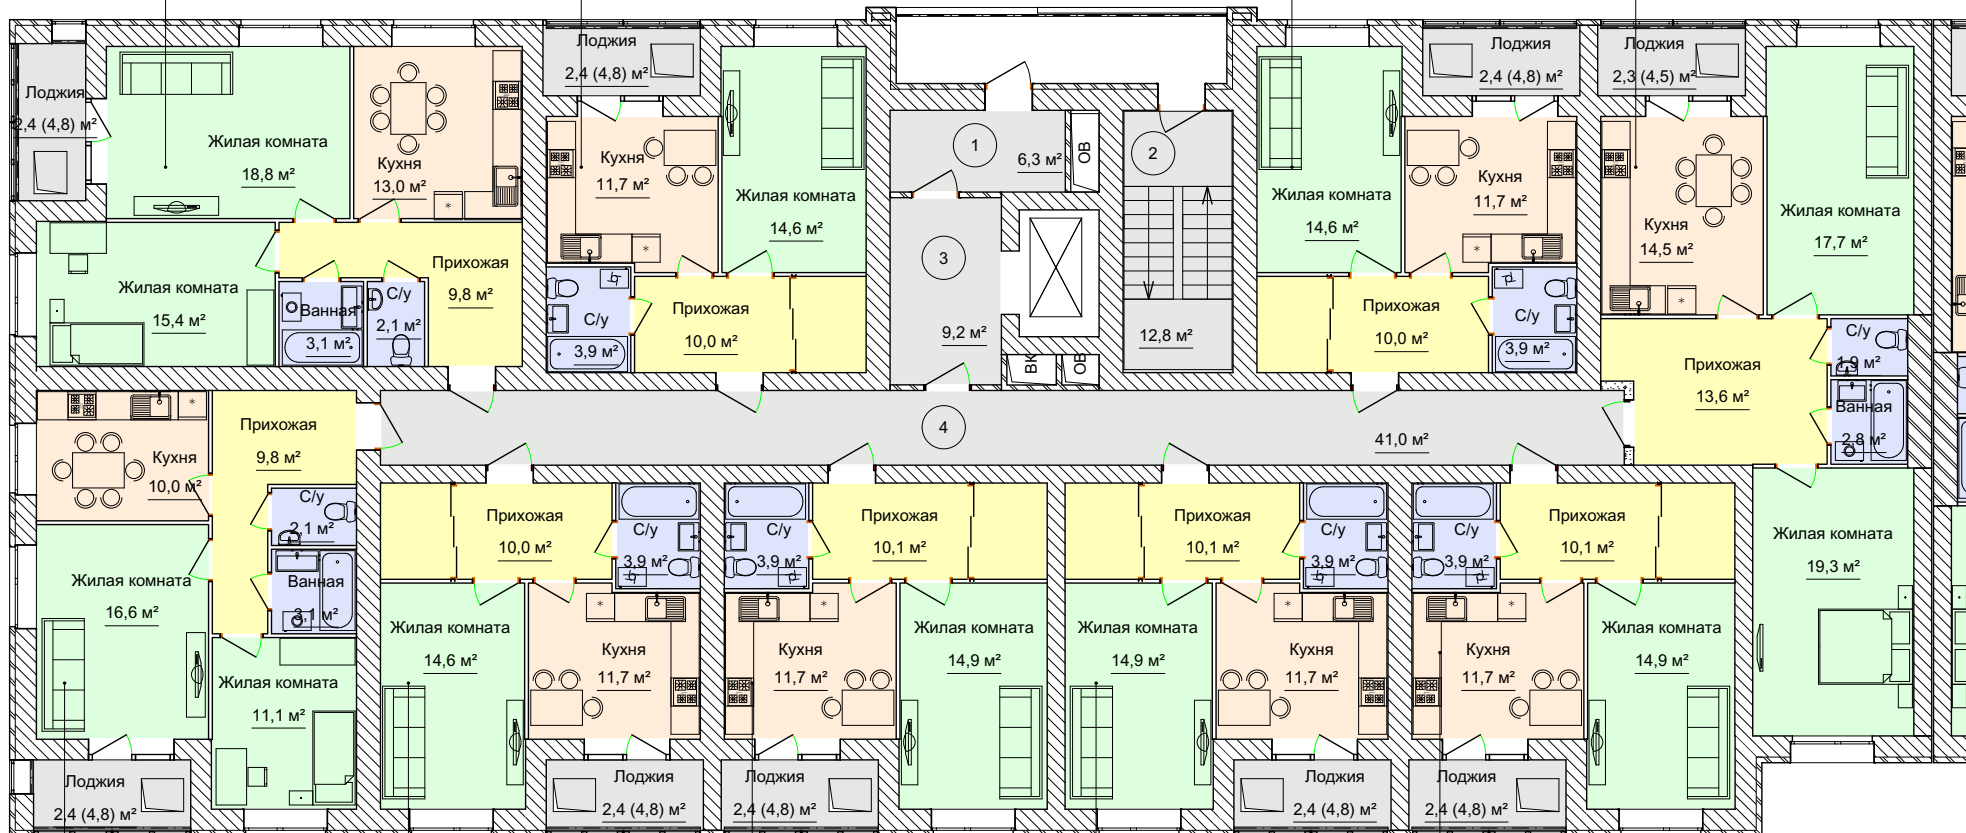 Лоджия
2,4 (4,8) м²
Жилая комната
18,8 м²
Кухня
13,0 м²
Лоджия
2,4 (4,8) м²
Кухня
11,7 м²
Жилая комната
14,6 м²
1
6,3 м²
ОВ
2
12,8 м²
3
9,2 м²
ВК
ОВ
Жилая комната
14,6 м²
Лоджия
2,4 (4,8) м²
Кухня
11,7 м²
Лоджия
2,3 (4,5) м²
Кухня
14,5 м²
Жилая комната
17,7 м²
Жилая комната
15,4 м²
Ванная
3,1 м²
С/у
2,1 м²
Прихожая
9,8 м²
С/у
3,9 м²
Прихожая
10,0 м²
Прихожая
10,0 м²
С/у
3,9 м²
Прихожая
13,6 м²
С/у
1,9 м²
Ванная
2,8 м²
4
41,0 м²
Кухня
10,0 м²
Прихожая
9,8 м²
С/у
2,1 м²
Ванная
3,1 м²
Жилая комната
16,6 м²
Жилая комната
11,1 м²
Лоджия
2,4 (4,8) м²
Прихожая
10,0 м²
С/у
3,9 м²
Жилая комната
14,6 м²
Кухня
11,7 м²
Лоджия
2,4 (4,8) м²
С/у
3,9 м²
Прихожая
10,1 м²
Кухня
11,7 м²
Жилая комната
14,9 м²
Лоджия
2,4 (4,8) м²
Прихожая
10,1 м²
С/у
3,9 м²
Жилая комната
14,9 м²
Кухня
11,7 м²
Лоджия
2,4 (4,8) м²
С/у
3,9 м²
Прихожая
10,1 м²
Кухня
11,7 м²
Жилая комната
14,9 м²
Лоджия
2,4 (4,8) м²
Жилая комната
19,3 м²